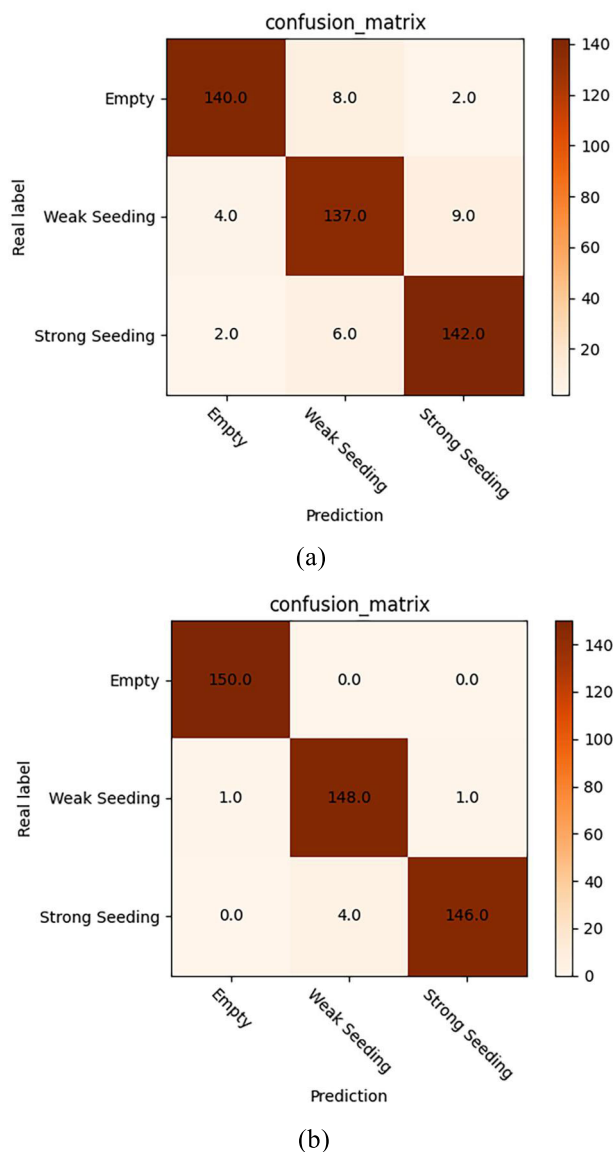 confusion_matrix
Empty 140.0 8.0 2.0
Weak Seeding 4.0 137.0 9.0
Strong Seeding 2.0 6.0 142.0
Real label
Empty Weak Seeding Strong Seeding
Prediction
140
120
100
80
60
40
20
(a)
confusion_matrix
Empty 150.0 0.0 0.0
Weak Seeding 1.0 148.0 1.0
Strong Seeding 0.0 4.0 146.0
Real label
Empty Weak Seeding Strong Seeding
Prediction
140
120
100
80
60
40
20
0
(b)